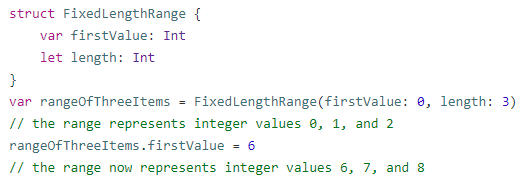 struct FixedLengthRange {
    var firstValue: Int
    let length: Int
}
var rangeOfThreeItems = FixedLengthRange(firstValue: 0, length: 3)
// the range represents integer values 0, 1, and 2
rangeOfThreeItems.firstValue = 6
// the range now represents integer values 6, 7, and 8